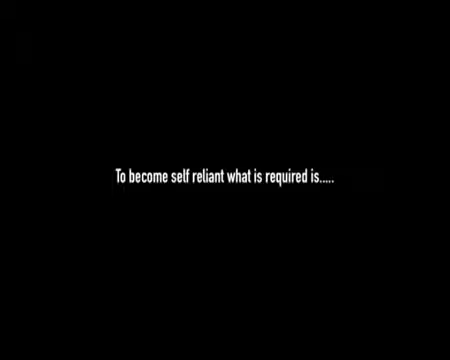 To become self reliant what is required is.....